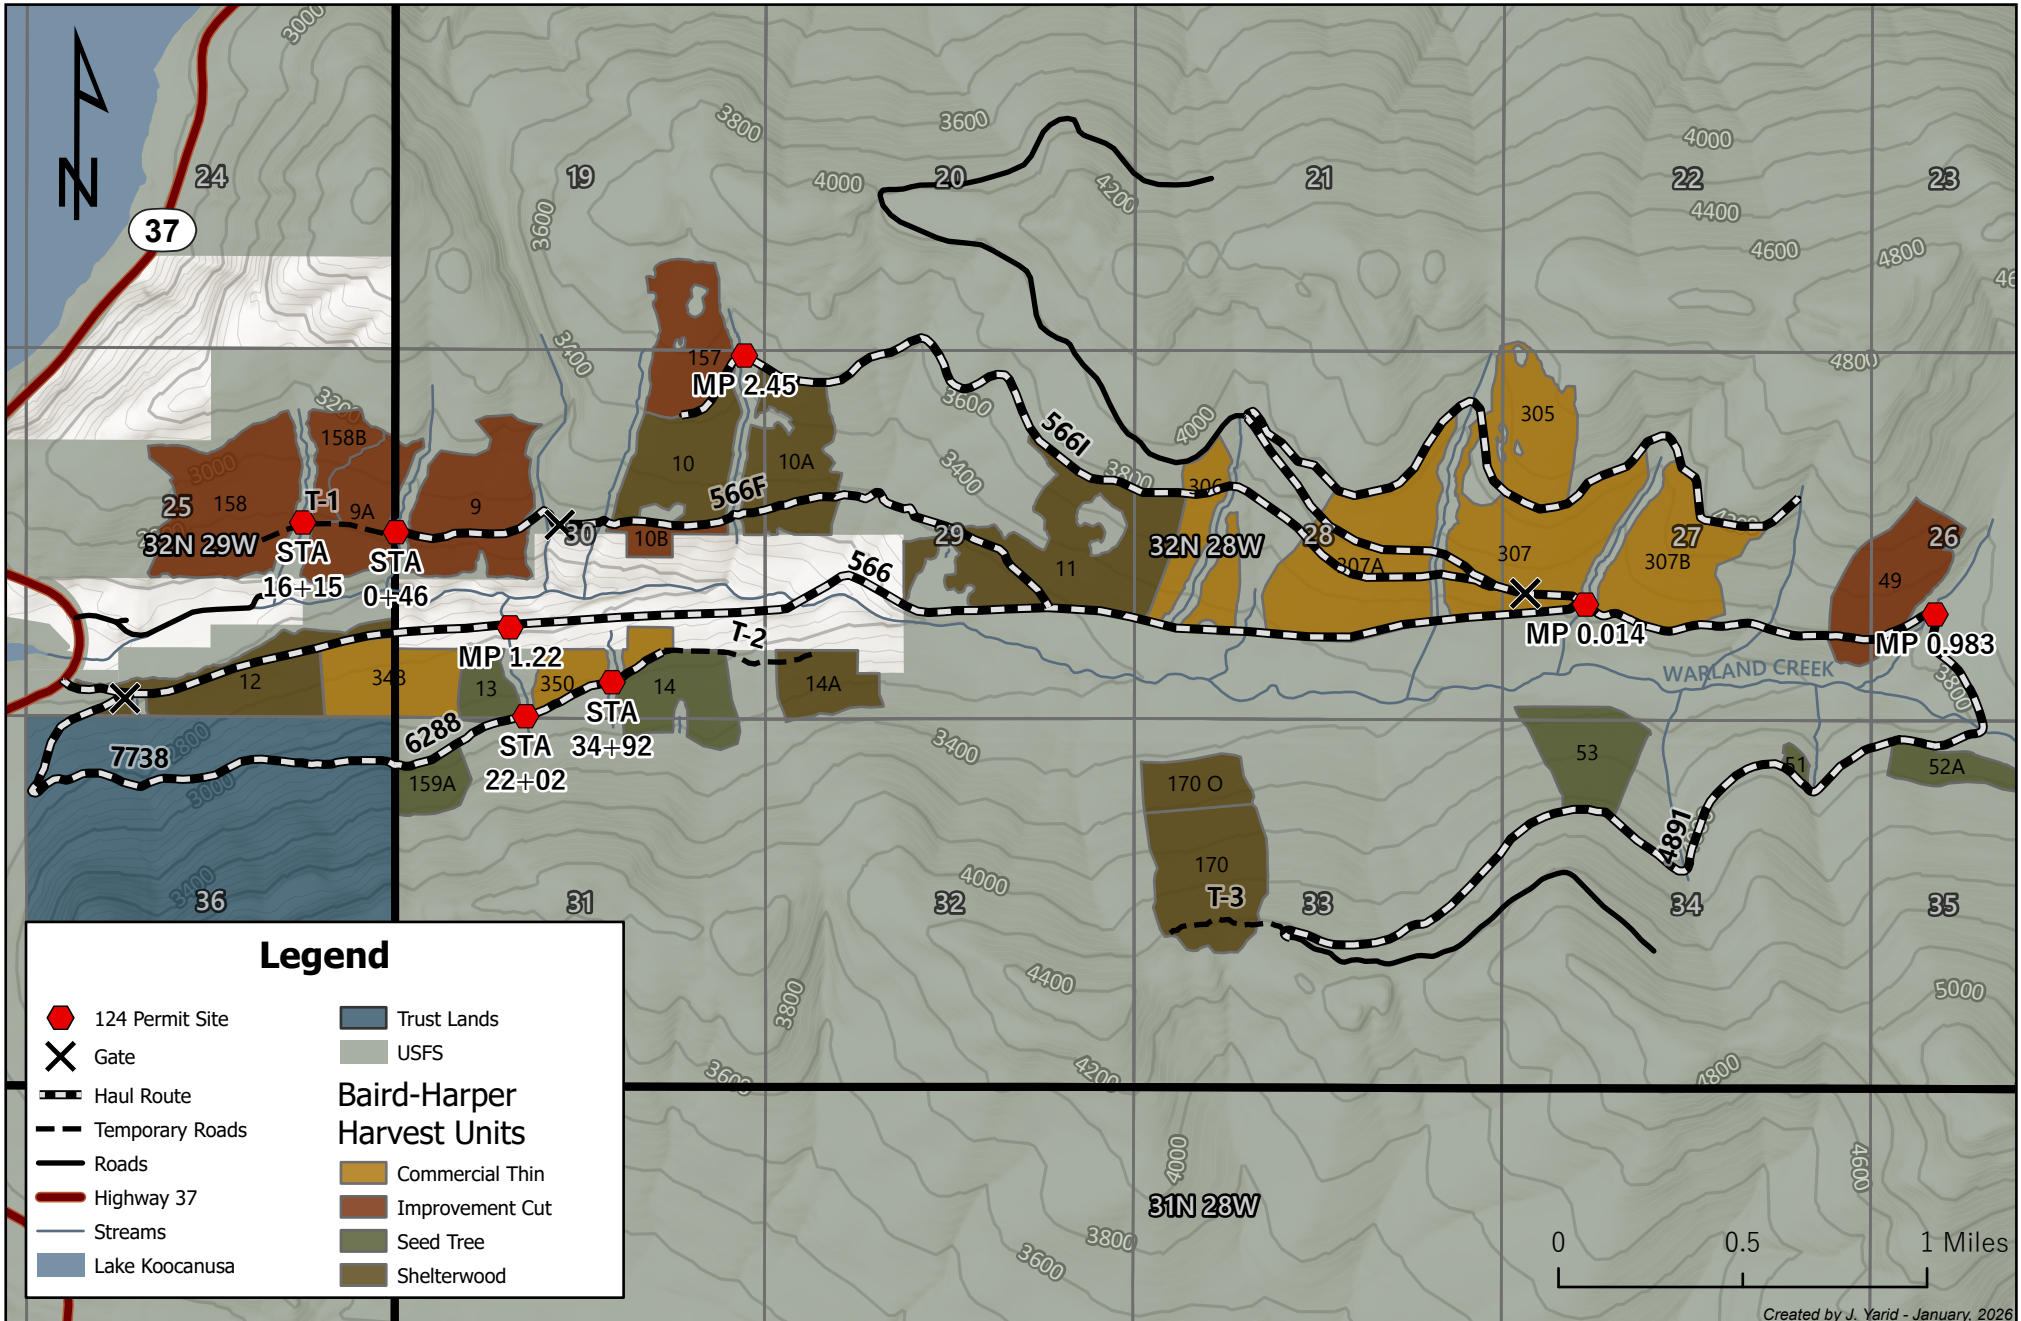 3000
3800
3600
4000
24
19
4000
20
4200
21
22
23
4400
3600
4600
4800
37
N
3400
157
MP 2.45
3600
4800
3200
158B
305
566I
4000
3000
10
10A
3400
3800
306
25
158
T-1
9A
9
566F
32N 29W
30
10B
29
32N 28W
28
27
26
STA
16+15
STA
0+46
566
11
307A
307
307B
49
T-2
MP 0.014
MP 0.983
MP 1.22
12
348
13
350
14
14A
WARLAND CREEK
3800
STA
34+92
6288
STA
22+02
7738
2800
3000
159A
3400
170 O
53
51
52A
4891
170
T-3
3400
36
31
4000
32
33
34
35
4400
3800
5000
3600
4200
4800
Legend
124 Permit Site
Gate
Haul Route
Temporary Roads
Roads
Highway 37
Streams
Lake Koocanusa
Trust Lands
USFS
Baird-Harper
Harvest Units
Commercial Thin
Improvement Cut
Seed Tree
Shelterwood
4000
4600
31N 28W
3800
3600
0
0.5
1 Miles
Created by J. Yarid - January, 2026